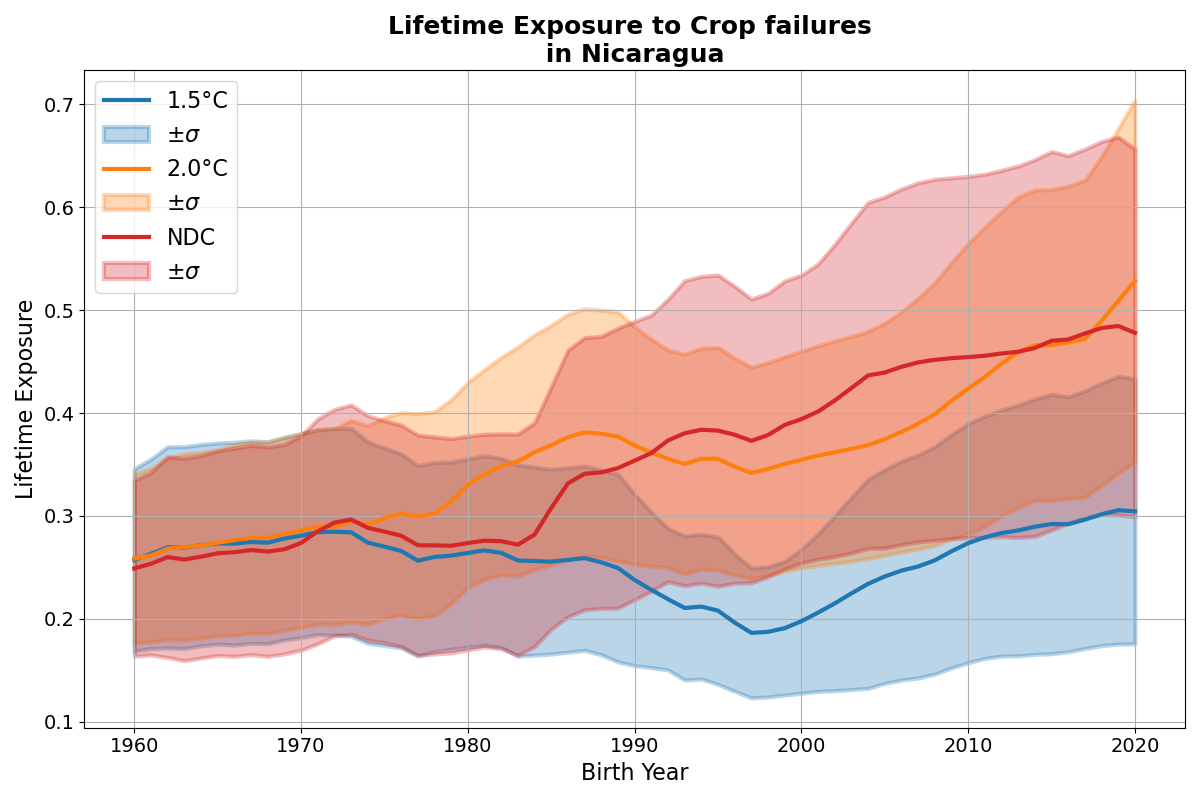 Lifetime Exposure to Crop failures
in Nicaragua
1.5°C
±σ
2.0°C
±σ
NDC
±σ
Lifetime Exposure
0.7
0.6
0.5
0.4
0.3
0.2
0.1
1960 1970 1980 1990 2000 2010 2020
Birth Year